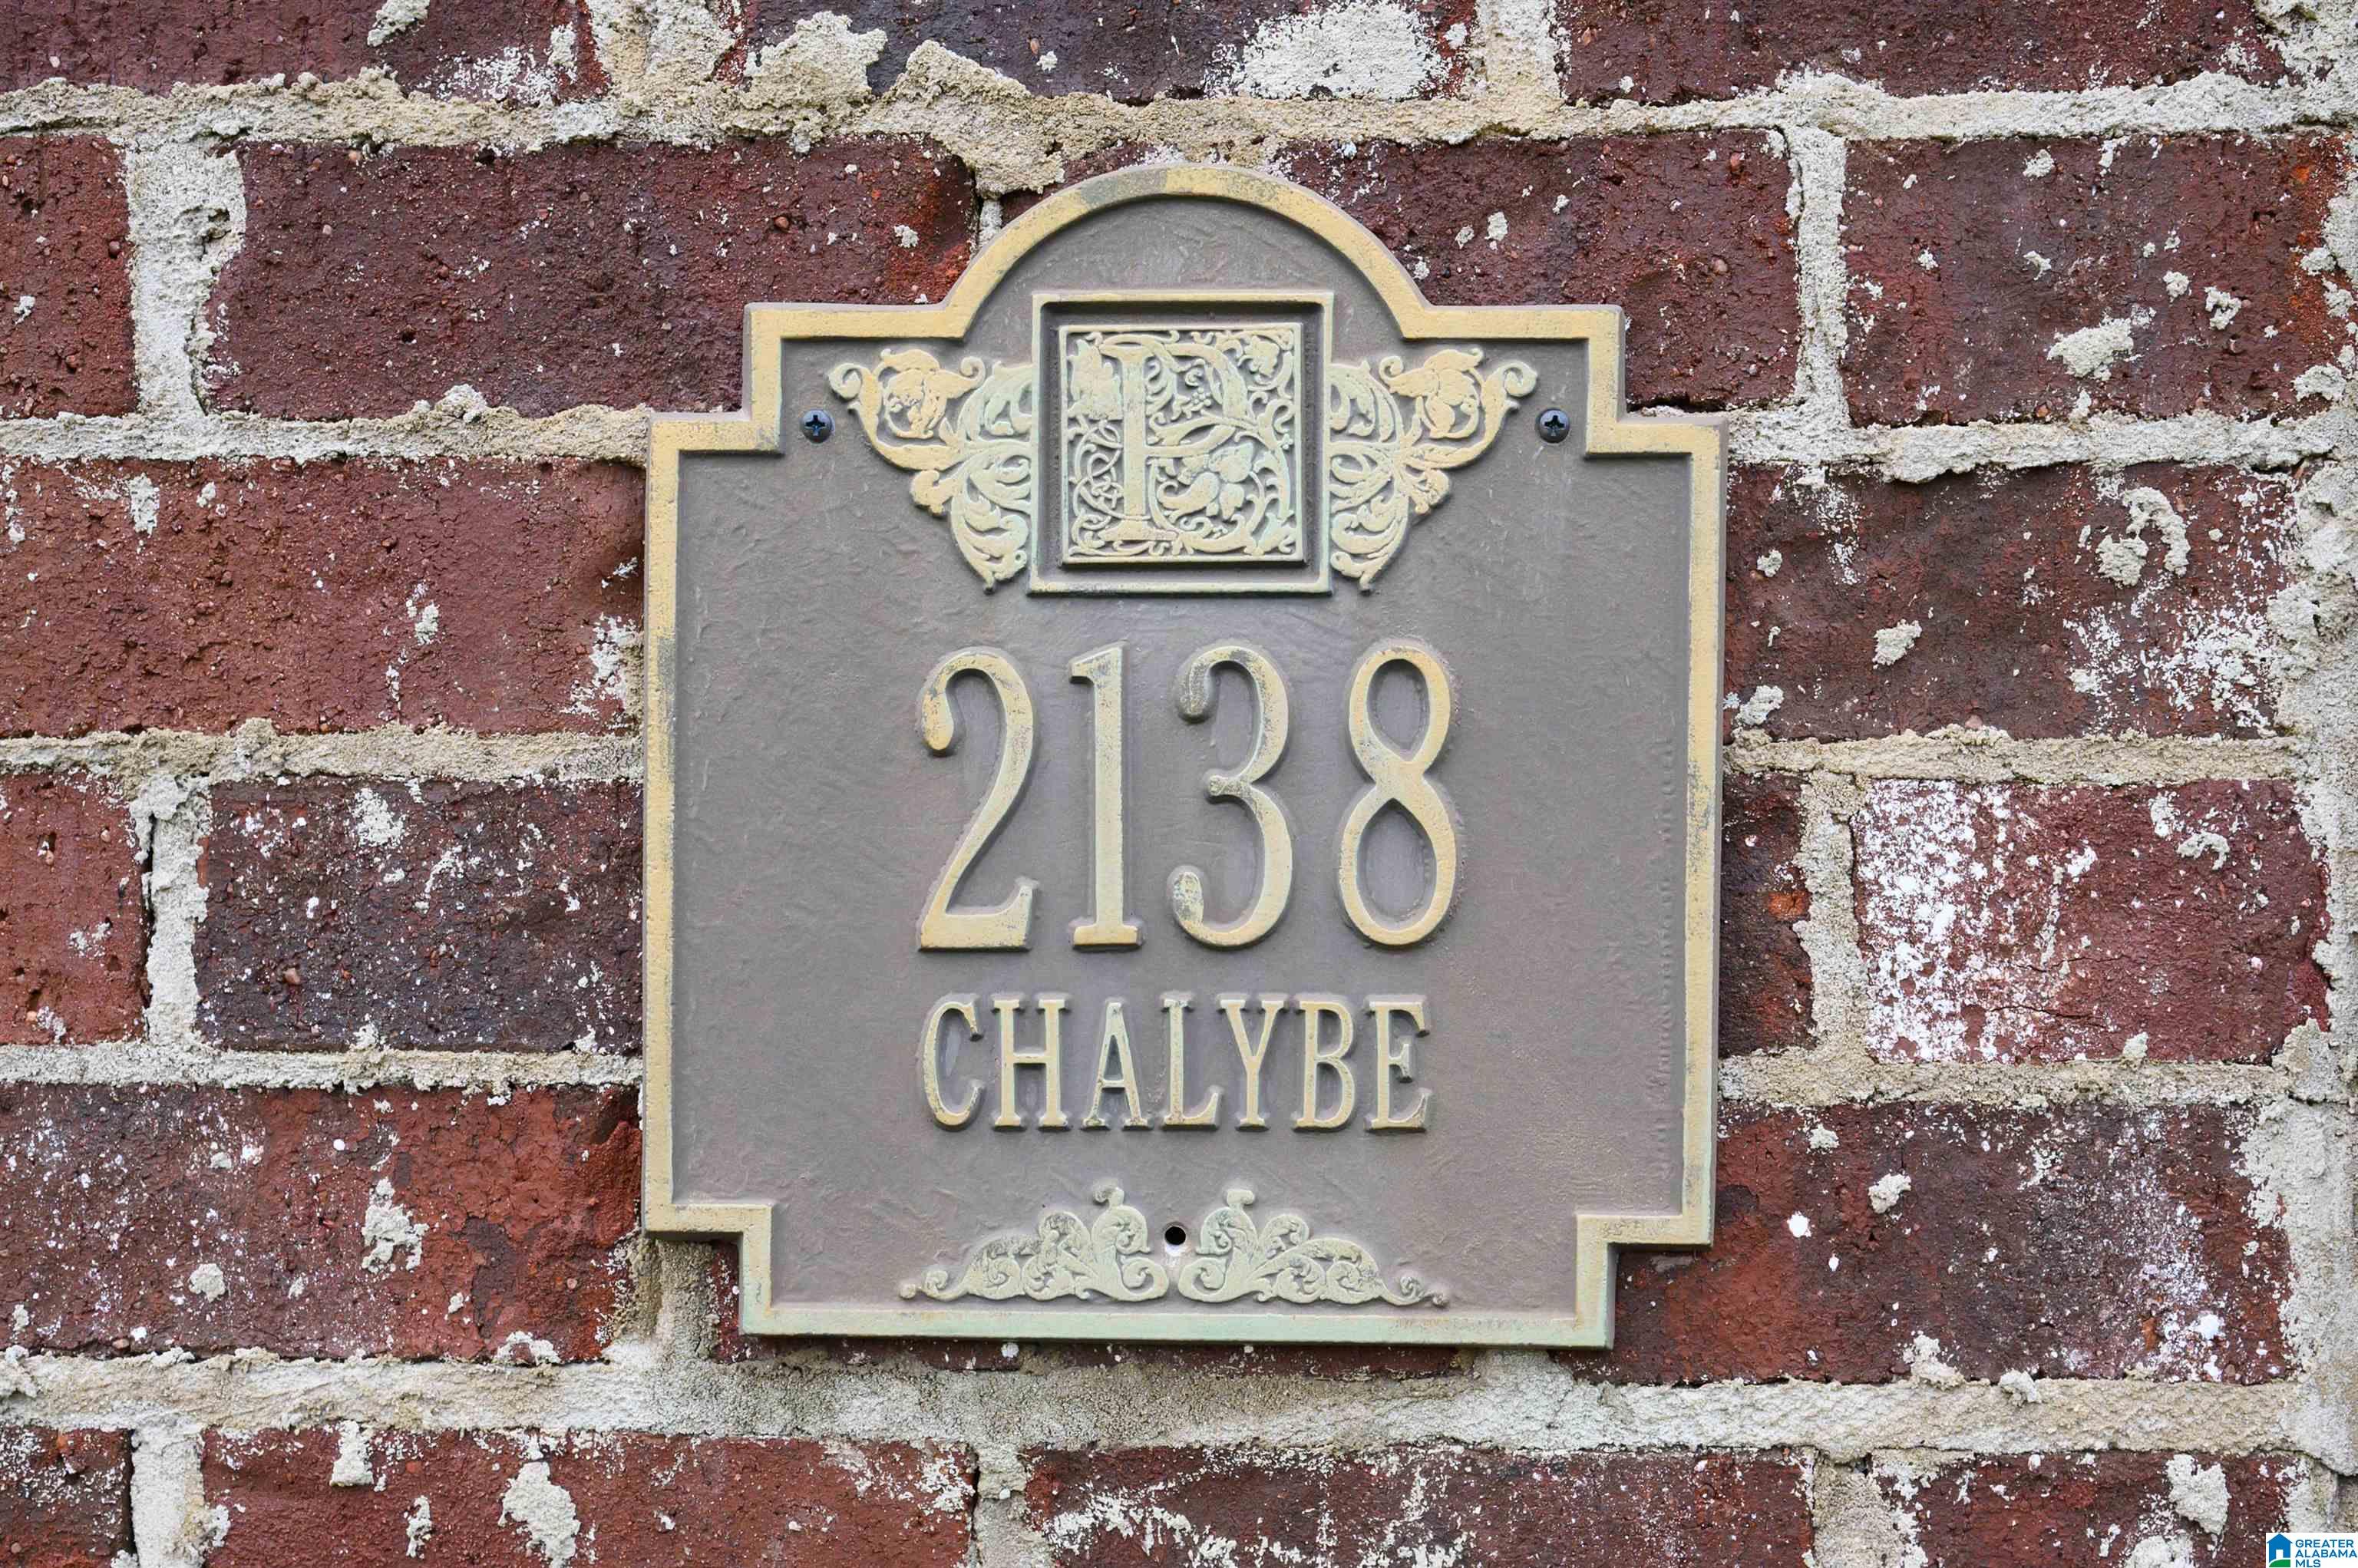 P
2138
CHALYBE
GREATER
ALABAMA
MLS